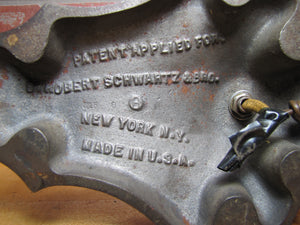 PATENT APPLIED FOR.
ROBERT SCHWARTZ & BRO.
NEW YORK N.Y.
MADE IN U.S.A.